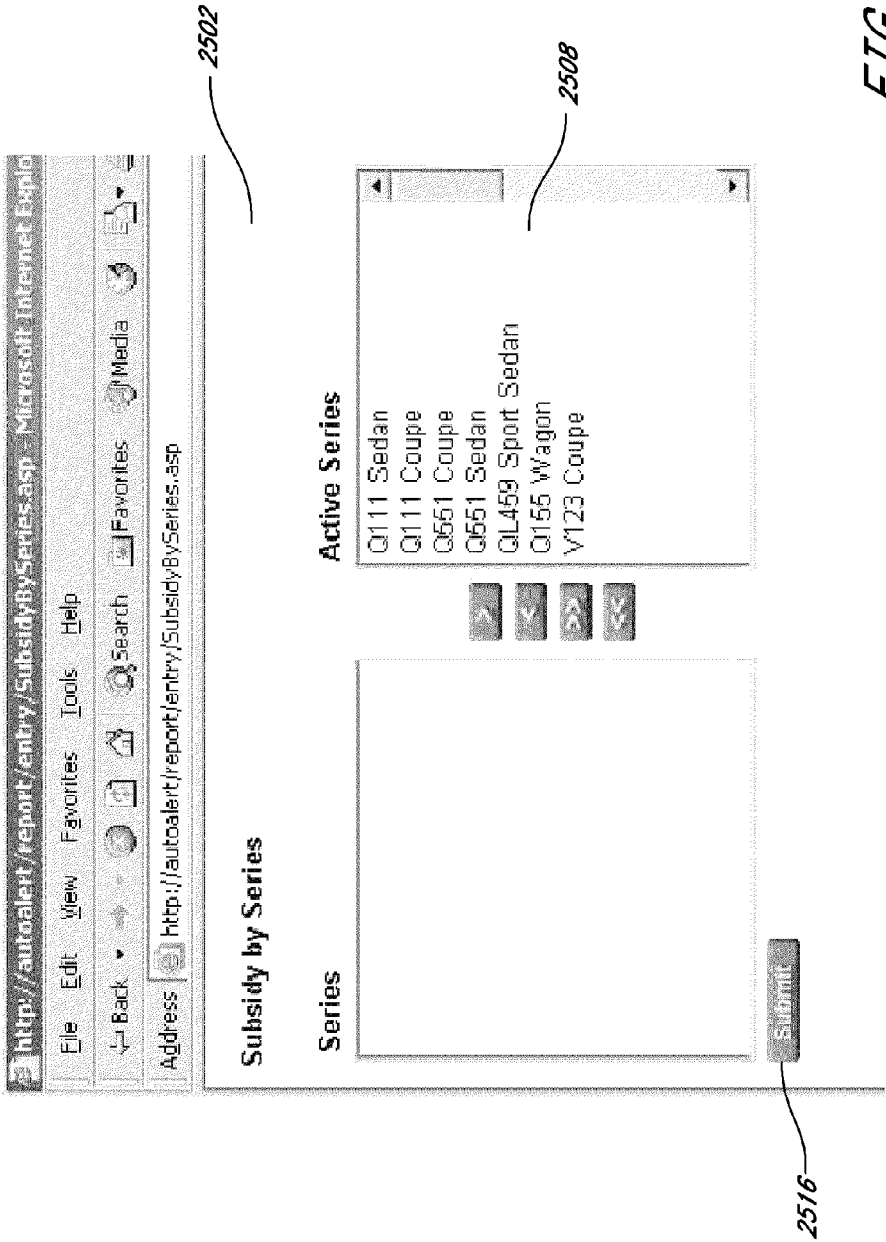 http://autoalert/report/entry/SubsidyBySeries.asp - Microsoft Internet Explo
File Edit View Favorites Tools Help
Back Search Favorites Media
Address http://autoalert/report/entry/SubsidyBySeries.asp
2502
Subsidy by Series
Series
Active Series
Q111 Sedan
Q111 Coupe
Q551 Coupe
Q551 Sedan
QL459 Sport Sedan
Q155 Wagon
V123 Coupe
>
<
>>
<<
2508
Submit
2516
FIG